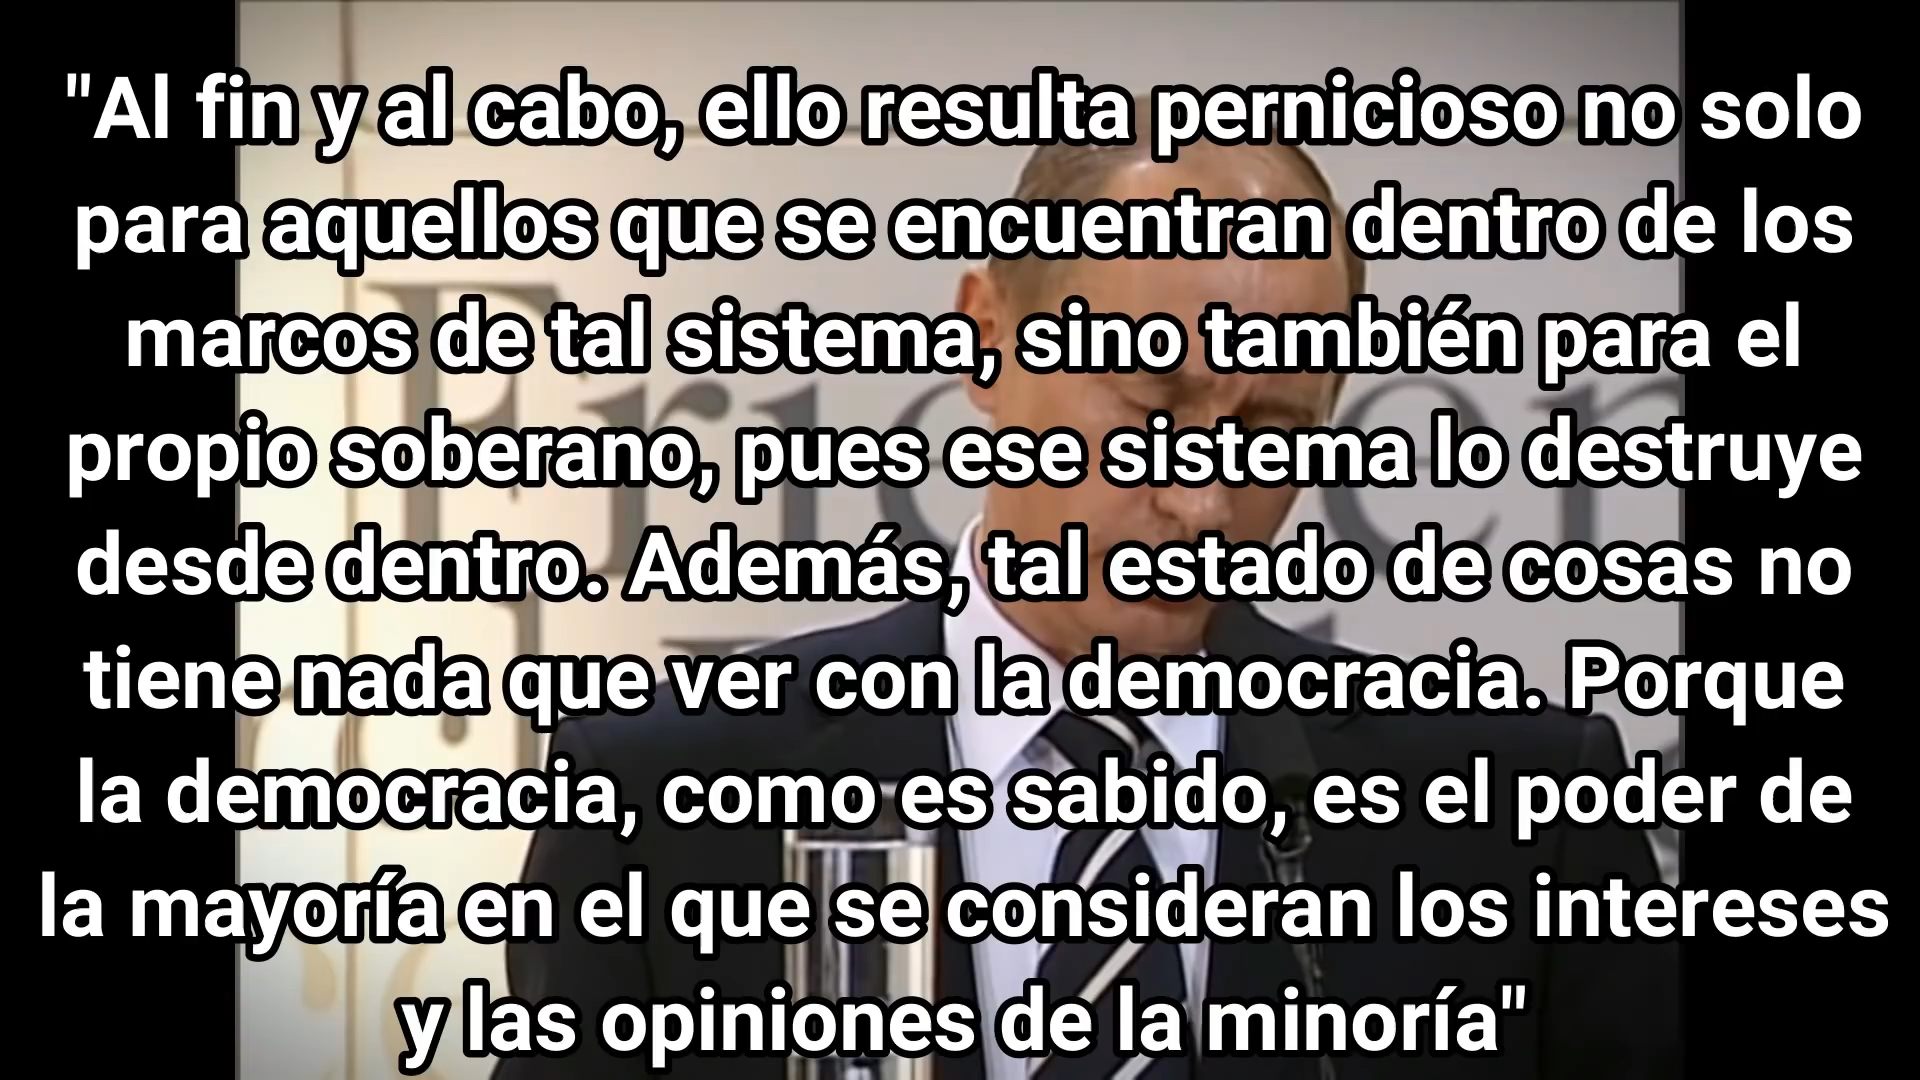 "Al fin y al cabo, ello resulta pernicioso no solo
para aquellos que se encuentran dentro de los
marcos de tal sistema, sino también para el
propio soberano, pues ese sistema lo destruye
desde dentro. Además, tal estado de cosas no
tiene nada que ver con la democracia. Porque
la democracia, como es sabido, es el poder de
la mayoría en el que se consideran los intereses
y las opiniones de la minoría"